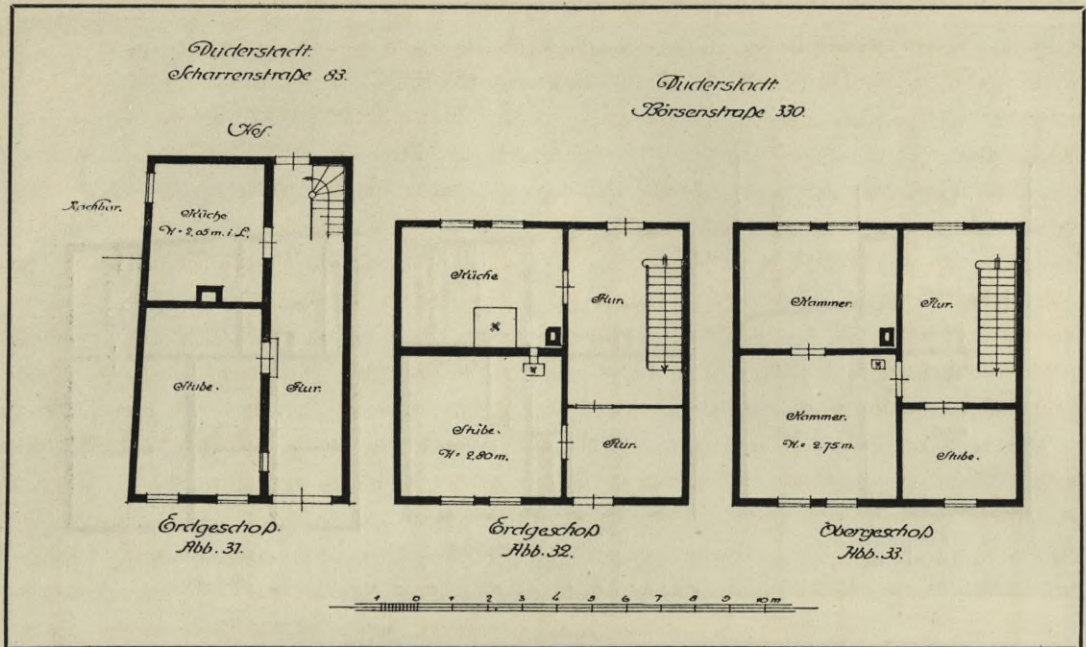 Duderstadt.
Scharrenstraße 83.
Hof.
Nachbar.
Küche
H = 2,05 m. i. L.
Stube.
Flur.
Erdgeschoß.
Abb. 31.
Duderstadt.
Börsenstraße 330.
Küche
Flur.
Stube.
H = 2,80 m.
Flur.
Erdgeschoß
Abb. 32.
Kammer.
Flur.
Kammer.
H = 2,75 m.
Stube.
Obergeschoß
Abb. 33.
1 0 1 2 3 4 5 6 7 8 9 10 m